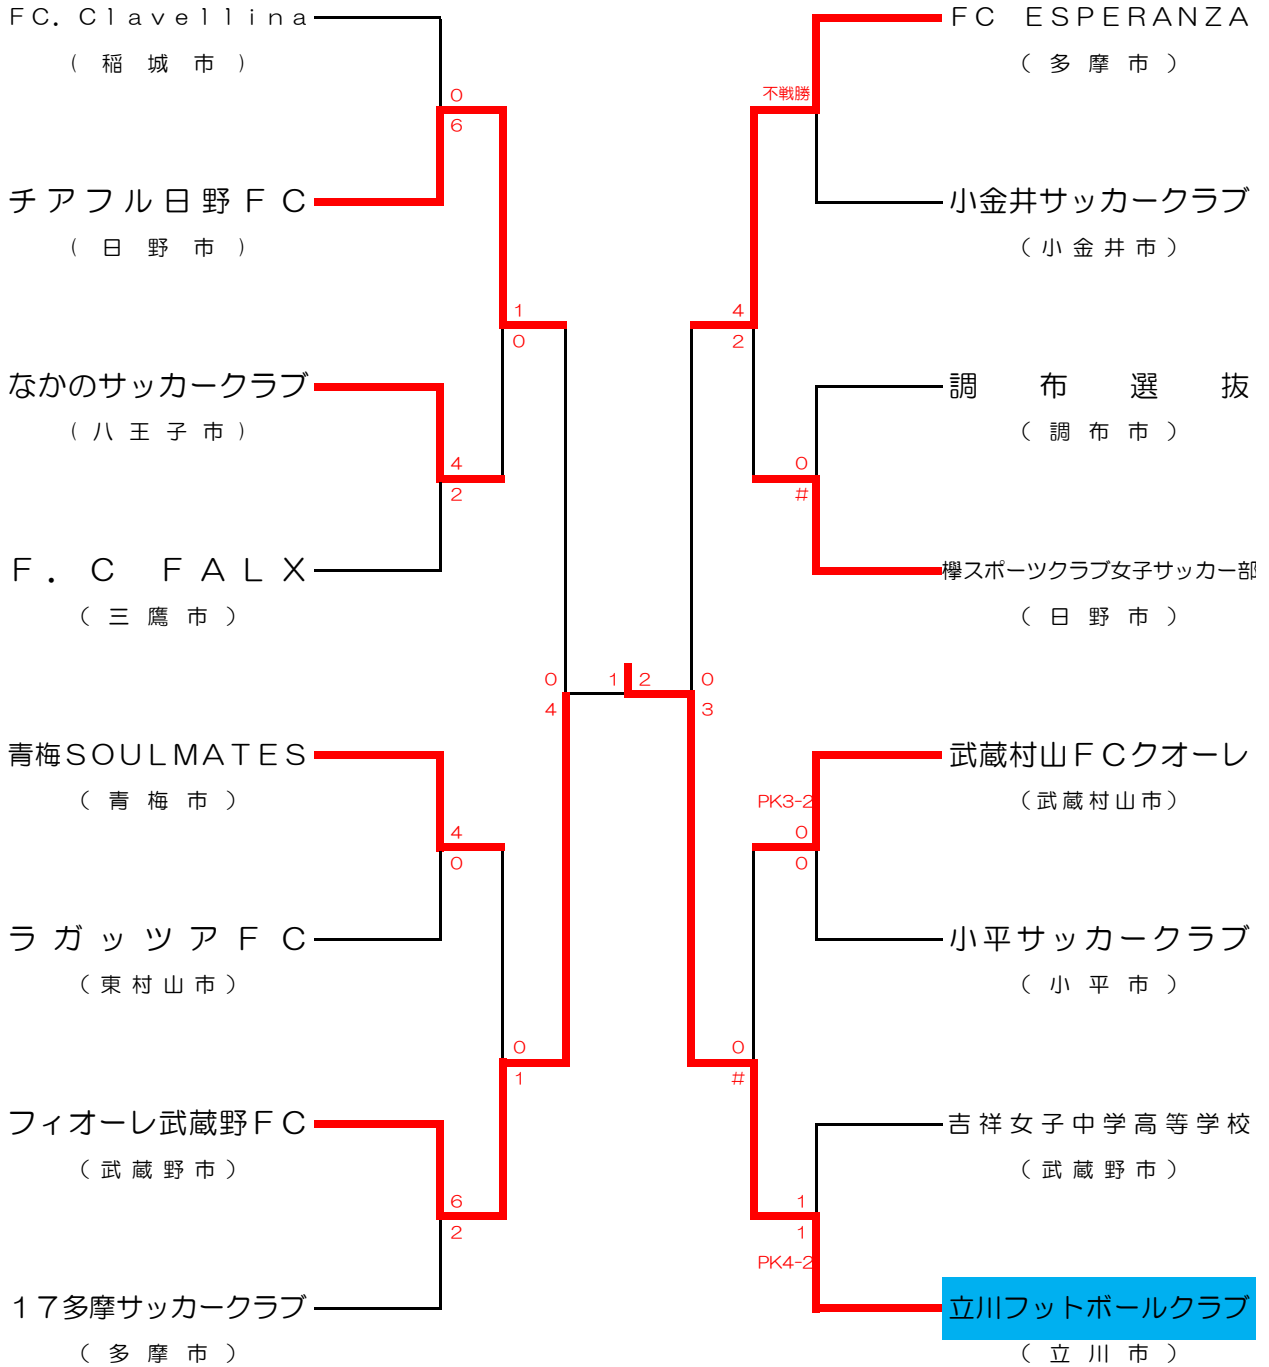 ＦＣ．Ｃｌａｖｅｌｌｉｎａ
（稲城市）
0
6
チアフル日野ＦＣ
（日野市）
1
0
なかのサッカークラブ
（八王子市）
4
2
Ｆ．Ｃ　ＦＡＬＸ
（三鷹市）
0
4
青梅ＳＯＵＬＭＡＴＥＳ
（青梅市）
4
0
ラガッツアＦＣ
（東村山市）
0
1
フィオーレ武蔵野ＦＣ
（武蔵野市）
6
2
１７多摩サッカークラブ
（多摩市）
1 2
ＦＣ　ＥＳＰＥＲＡＮＺＡ
（多摩市）
不戦勝
小金井サッカークラブ
（小金井市）
4
2
調布選抜
（調布市）
0
#
欅スポーツクラブ女子サッカー部
（日野市）
0
3
武蔵村山ＦＣクオーレ
（武蔵村山市）
PK3-2
0
0
小平サッカークラブ
（小平市）
0
#
吉祥女子中学高等学校
（武蔵野市）
1
1
PK4-2
立川フットボールクラブ
（立川市）